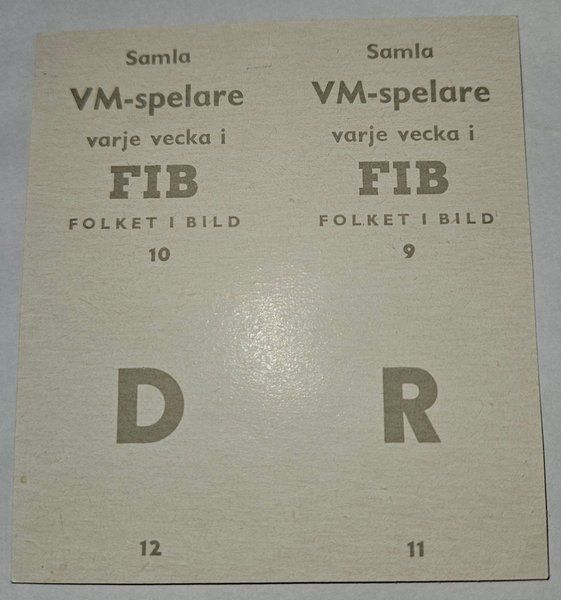 Samla
VM-spelare
varje vecka i
FIB
FOLKET I BILD
10
Samla
VM-spelare
varje vecka i
FIB
FOLKET I BILD
9
D
12
R
11